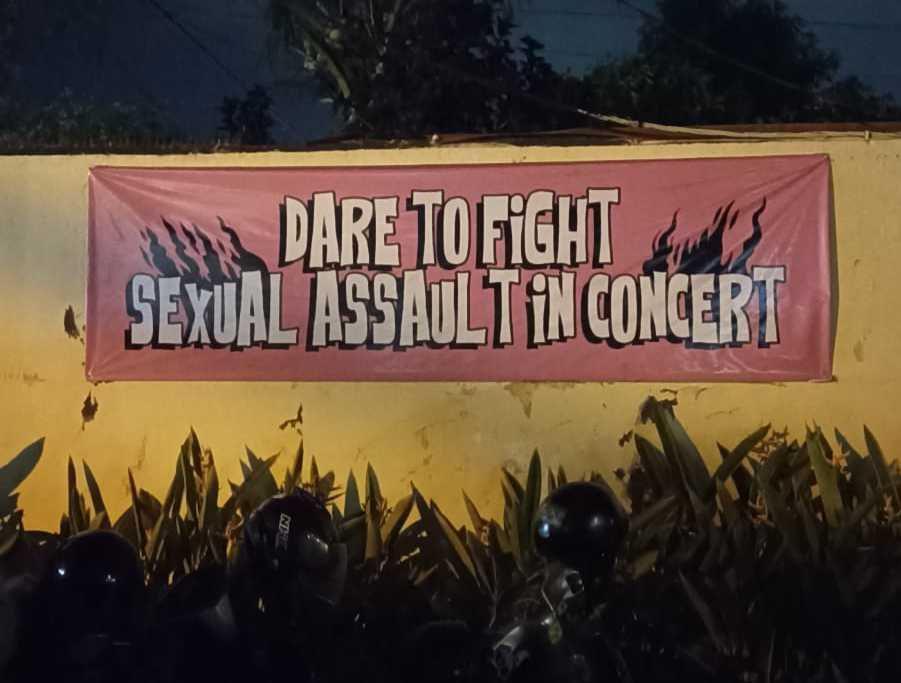 DARE TO FiGHT
SEXUAL ASSAULT iN CONCERT